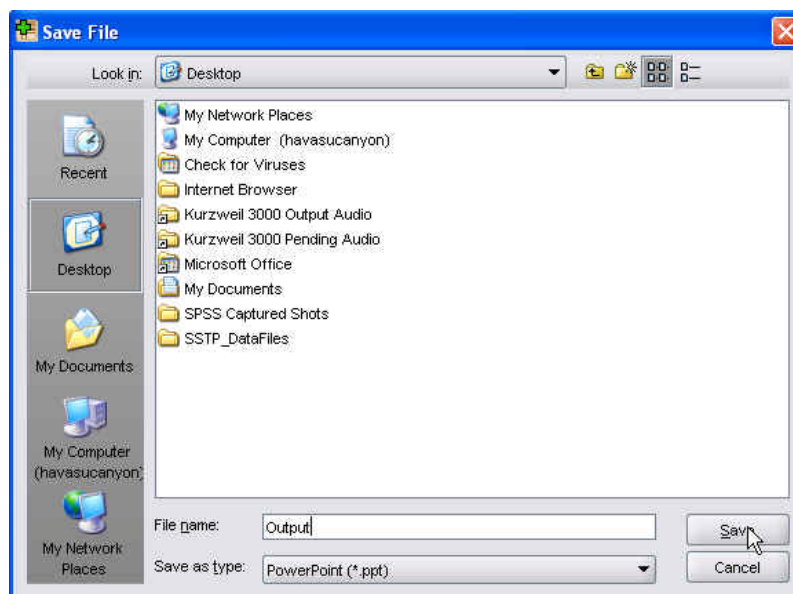 Save File
Look in: Desktop
Recent
Desktop
My Documents
My Computer
(havasucanyon)
My Network
Places
My Network Places
My Computer (havasucanyon)
Check for Viruses
Internet Browser
Kurzweil 3000 Output Audio
Kurzweil 3000 Pending Audio
Microsoft Office
My Documents
SPSS Captured Shots
SSTP_DataFiles
File name: Output
Save
Save as type: PowerPoint (*.ppt)
Cancel